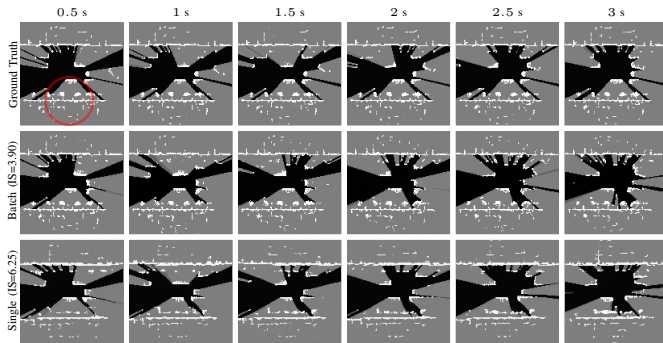 0.5 s 1 s 1.5 s 2 s 2.5 s 3 s
Ground Truth
Batch (IS=3.90)
Single (IS=6.25)